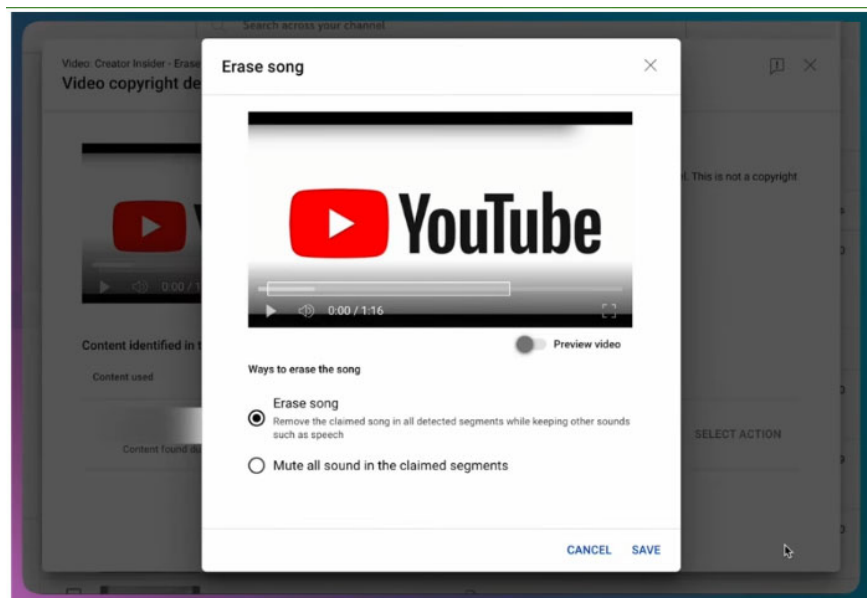 Search across your channel
Video: Creator Insider - Erase
Video copyright de
Erase song
l. This is not a copyright
YouTube
0:00 / 1:16
0:00 / 1
Preview video
Content identified in t
Content used
Ways to erase the song
Erase song
Remove the claimed song in all detected segments while keeping other sounds
such as speech
Mute all sound in the claimed segments
Content found du
SELECT ACTION
CANCEL SAVE